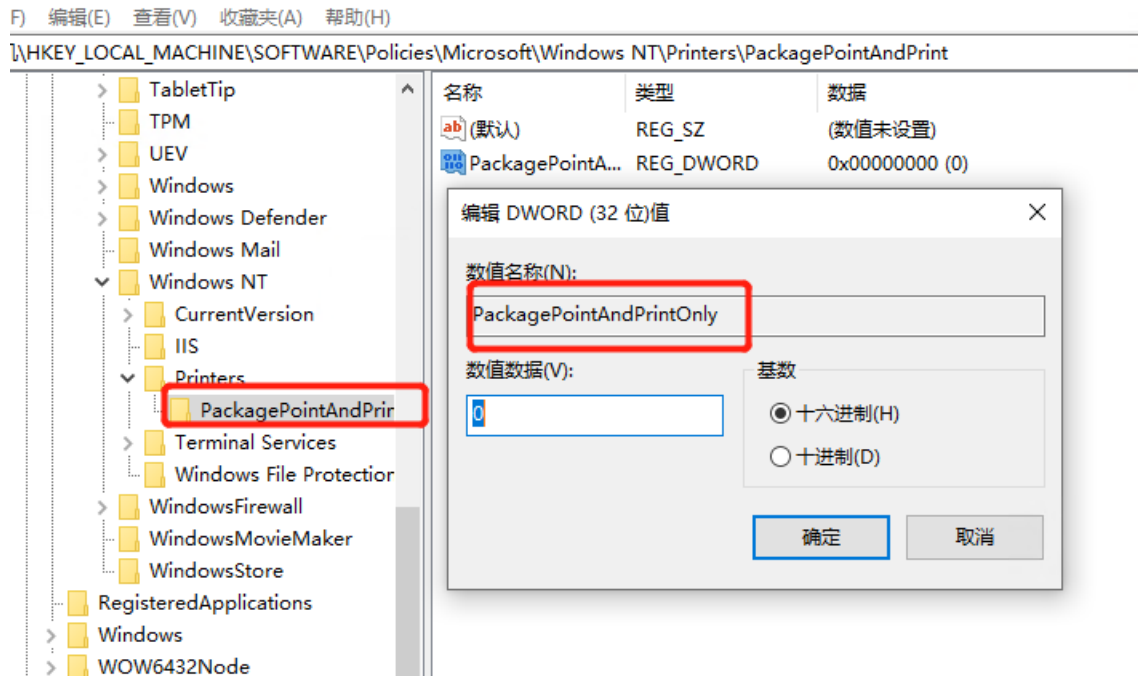 F) 编辑(E) 查看(V) 收藏夹(A) 帮助(H)
\HKEY_LOCAL_MACHINE\SOFTWARE\Policies\Microsoft\Windows NT\Printers\PackagePointAndPrint
TabletTip
TPM
UEV
Windows
Windows Defender
Windows Mail
Windows NT
CurrentVersion
IIS
Printers
PackagePointAndPrir
Terminal Services
Windows File Protection
WindowsFirewall
WindowsMovieMaker
WindowsStore
RegisteredApplications
Windows
WOW6432Node
名称 类型 数据
ab (默认) REG_SZ (数值未设置)
PackagePointA... REG_DWORD 0x00000000 (0)
编辑 DWORD (32 位)值
数值名称(N):
PackagePointAndPrintOnly
数值数据(V):
0
基数
十六进制(H)
十进制(D)
确定 取消